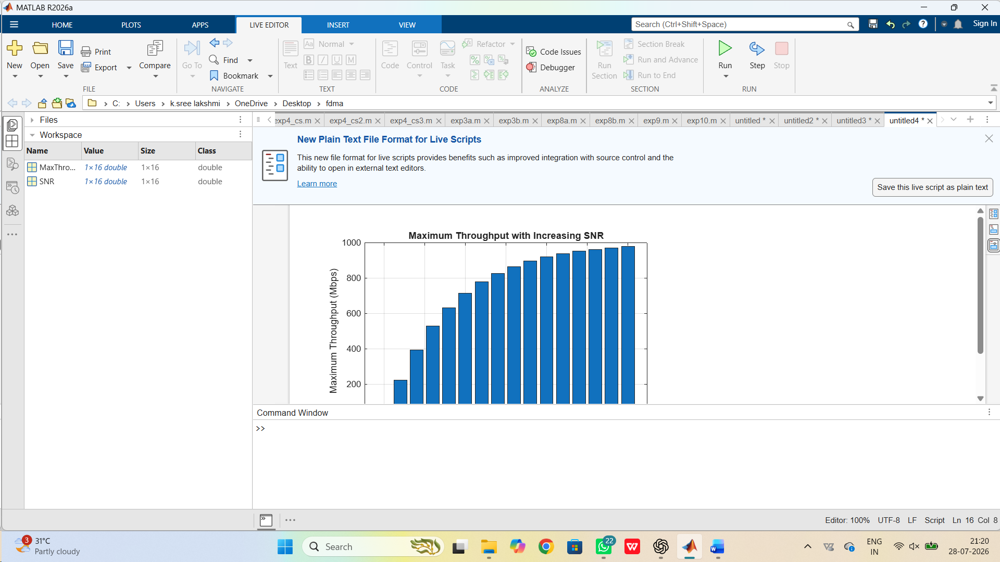 MATLAB R2026a
HOME PLOTS APPS LIVE EDITOR INSERT VIEW
Search (Ctrl+Shift+Space)
Sign In
New Open Save Print Export Compare
FILE
Go To Find Bookmark
NAVIGATE
Text Aa Normal B I U M
TEXT
Code Control Task Refactor
CODE
Code Issues
Debugger
ANALYZE
Run Section
Section Break
Run and Advance
Run to End
SECTION
Run Step Stop
RUN
C: › Users › k.sree lakshmi › OneDrive › Desktop › fdma
Files
Workspace
Name Value Size Class
MaxThro... 1×16 double 1×16 double
SNR 1×16 double 1×16 double
exp4_cs.m exp4_cs2.m exp4_cs3.m exp3a.m exp3b.m exp8a.m exp8b.m exp9.m exp10.m untitled * untitled2 * untitled3 * untitled4 *
New Plain Text File Format for Live Scripts
This new file format for live scripts provides benefits such as improved integration with source control and the
ability to open in external text editors.
Learn more
Save this live script as plain text
Maximum Throughput with Increasing SNR
Maximum Throughput (Mbps)
1000
800
600
400
200
Command Window
>>
Editor: 100% UTF-8 LF Script Ln 16 Col 8
3
31°C
Partly cloudy
Search
22
ENG
IN
21:20
28-07-2026